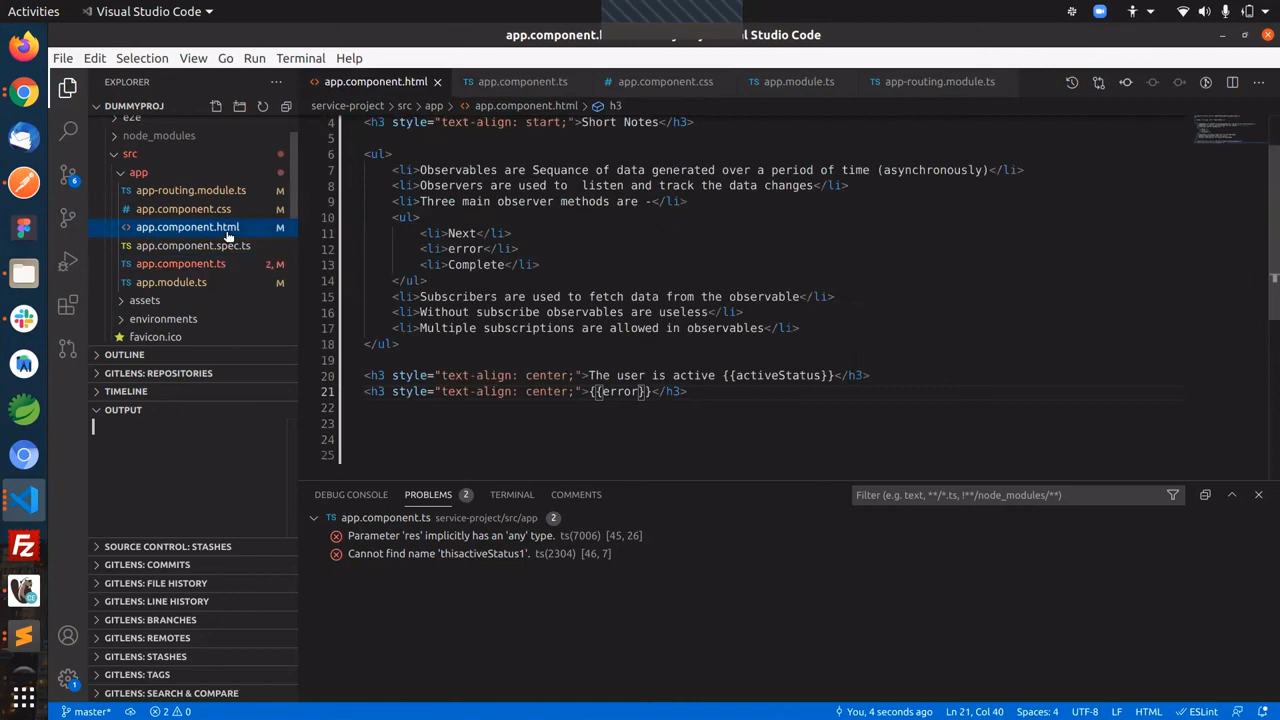 Activities
Visual Studio Code
app.component.h
Visual Studio Code
File Edit Selection View Go Run Terminal Help
EXPLORER
app.component.html
app.component.ts
app.component.css
app.module.ts
app-routing.module.ts
DUMMYPROJ
service-project > src > app > app.component.html > h3
e2e
node_modules
src
app
app-routing.module.ts M
app.component.css M
app.component.html M
app.component.spec.ts
app.component.ts 2, M
app.module.ts M
assets
environments
favicon.ico
OUTLINE
GITLENS: REPOSITORIES
TIMELINE
OUTPUT
SOURCE CONTROL: STASHES
GITLENS: COMMITS
GITLENS: FILE HISTORY
GITLENS: LINE HISTORY
GITLENS: BRANCHES
GITLENS: REMOTES
GITLENS: STASHES
GITLENS: TAGS
GITLENS: SEARCH & COMPARE
4 <h3 style="text-align: start;">Short Notes</h3>
5
6 <ul>
7 <li>Observables are Sequance of data generated over a period of time (asynchronously)</li>
8 <li>Observers are used to  listen and track the data changes</li>
9 <li>Three main observer methods are -</li>
10 <ul>
11 <li>Next</li>
12 <li>error</li>
13 <li>Complete</li>
14 </ul>
15 <li>Subscribers are used to fetch data from the observable</li>
16 <li>Without subscribe observables are useless</li>
17 <li>Multiple subscriptions are allowed in observables</li>
18 </ul>
19
20 <h3 style="text-align: center;">The user is active {{activeStatus}}</h3>
21 <h3 style="text-align: center;">{{error}}</h3>
22
23
24
25
DEBUG CONSOLE PROBLEMS 2 TERMINAL COMMENTS
Filter (e.g. text, **/*.ts, !**/node_modules/**)
app.component.ts service-project/src/app 2
Parameter 'res' implicitly has an 'any' type. ts(7006) [45, 26]
Cannot find name 'thisactiveStatus1'. ts(2304) [46, 7]
6
1
master* 2 0
You, 4 seconds ago Ln 21, Col 40 Spaces: 4 UTF-8 LF HTML ESLint